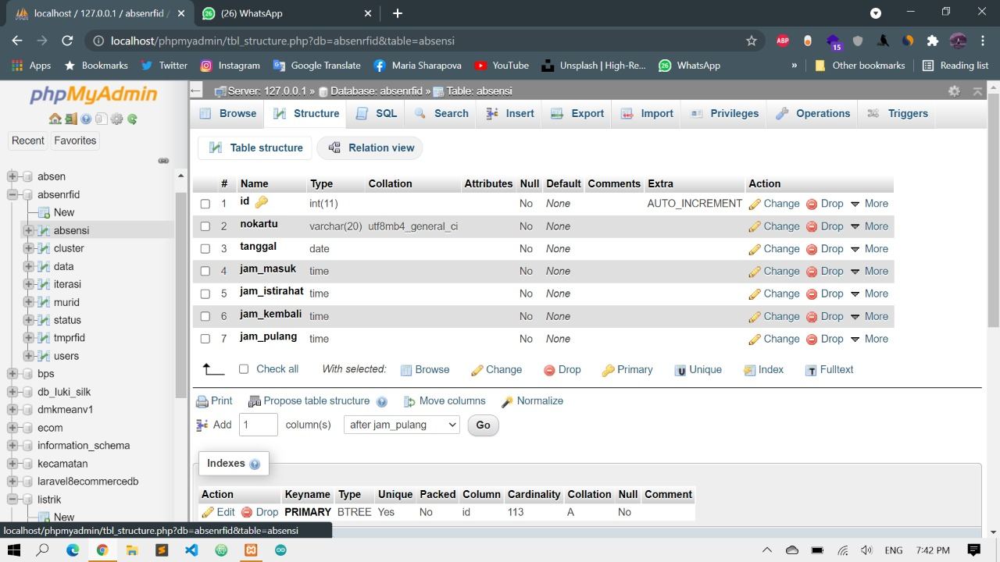 localhost / 127.0.0.1 / absenrfid /
(26) WhatsApp
localhost/phpmyadmin/tbl_structure.php?db=absenrfid&table=absensi
ABP
15
Apps Bookmarks Twitter Instagram Google Translate Maria Sharapova YouTube Unsplash | High-Re... WhatsApp » Other bookmarks Reading list
phpMyAdmin
Recent Favorites
absen
absenrfid
New
absensi
cluster
data
iterasi
murid
status
tmprfid
users
bps
db_luki_silk
dmkmeanv1
ecom
information_schema
kecamatan
laravel8ecommercedb
listrik
New
Server: 127.0.0.1 » Database: absenrfid » Table: absensi
Browse Structure SQL Search Insert Export Import Privileges Operations Triggers
Table structure Relation view
# Name Type Collation Attributes Null Default Comments Extra Action
1 id int(11) No None AUTO_INCREMENT Change Drop More
2 nokartu varchar(20) utf8mb4_general_ci No None Change Drop More
3 tanggal date No None Change Drop More
4 jam_masuk time No None Change Drop More
5 jam_istirahat time No None Change Drop More
6 jam_kembali time No None Change Drop More
7 jam_pulang time No None Change Drop More
Check all With selected: Browse Change Drop Primary Unique Index Fulltext
Print Propose table structure Move columns Normalize
Add 1 column(s) after jam_pulang Go
Indexes
Action Keyname Type Unique Packed Column Cardinality Collation Null Comment
Edit Drop PRIMARY BTREE Yes No id 113 A No
localhost/phpmyadmin/tbl_structure.php?db=absenrfid&table=absensi
ENG 7:42 PM